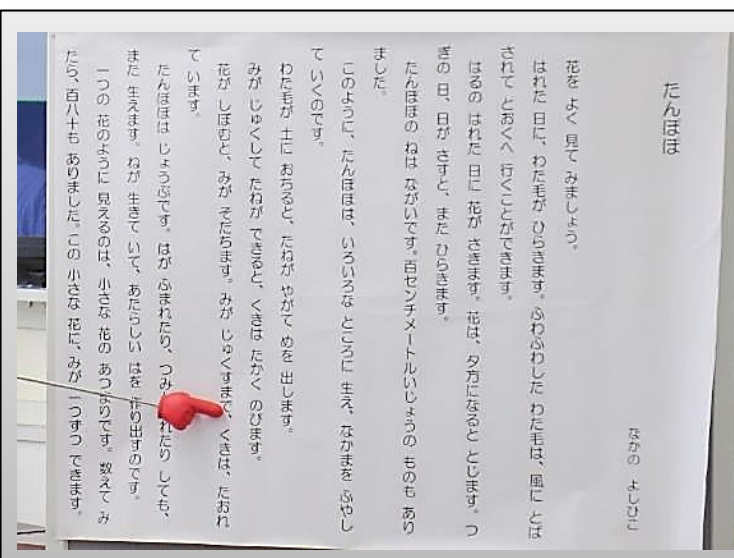 たんぽぽ
なかの よしひこ
花を よく 見て みましょう。
はれた 日に、わた毛が ひらきます。ふわふわした わた毛は、風に とば
されて とおくへ 行くことができます。
はるの はれた 日に 花が さきます。花は、夕方になると とじます。つ
ぎの 日、日が さすと、また ひらきます。
たんぽぽの ねは ながいです。百センチメートルいじょうの ものも あり
ました。
このように、たんぽぽは、いろいろな ところに 生え、なかまを ふやし
て いくのです。
わた毛が 土に おちると、たねが やがて めを 出します。
みが じゅくして たねが できると、くきは たかく のびます。
花が しぼむと、みが そだちます。みが じゅくすまで、くきは、たおれ
て います。
たんぽぽは じょうぶです。はが ふまれたり、つみ れたり しても、
また 生えます。ねが 生きて いて、あたらしい はを 作り出すのです。
一つの 花のように 見えるのは、小さな 花の あつまりです。数えて み
たら、百八十も ありました。この 小さな 花に、みが 一つずつ できます。